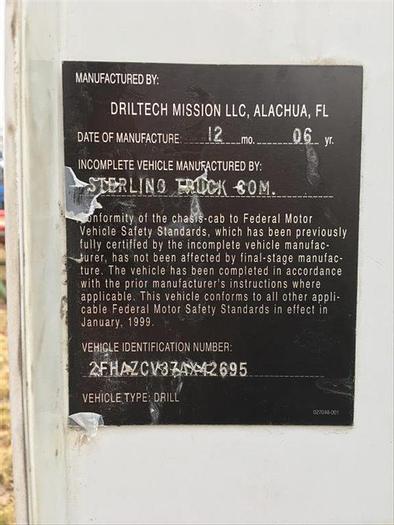 MANUFACTURED BY:
DRILTECH MISSION LLC, ALACHUA, FL
DATE OF MANUFACTURE 12 mo. 06 yr.
INCOMPLETE VEHICLE MANUFACTURED BY:
STERLING TRUCK COM.
Conformity of the chasis-cab to Federal Motor
Vehicle Safety Standards, which has been previously
fully certified by the incomplete vehicle manufac-
turer, has not been affected by final-stage manufac-
ture. The vehicle has been completed in accordance
with the prior manufacturer's instructions where
applicable. This vehicle conforms to all other appli-
cable Federal Motor Safety Standards in effect in
January, 1999.
VEHICLE IDENTIFICATION NUMBER:
VEHICLE TYPE: DRILL
027048-001